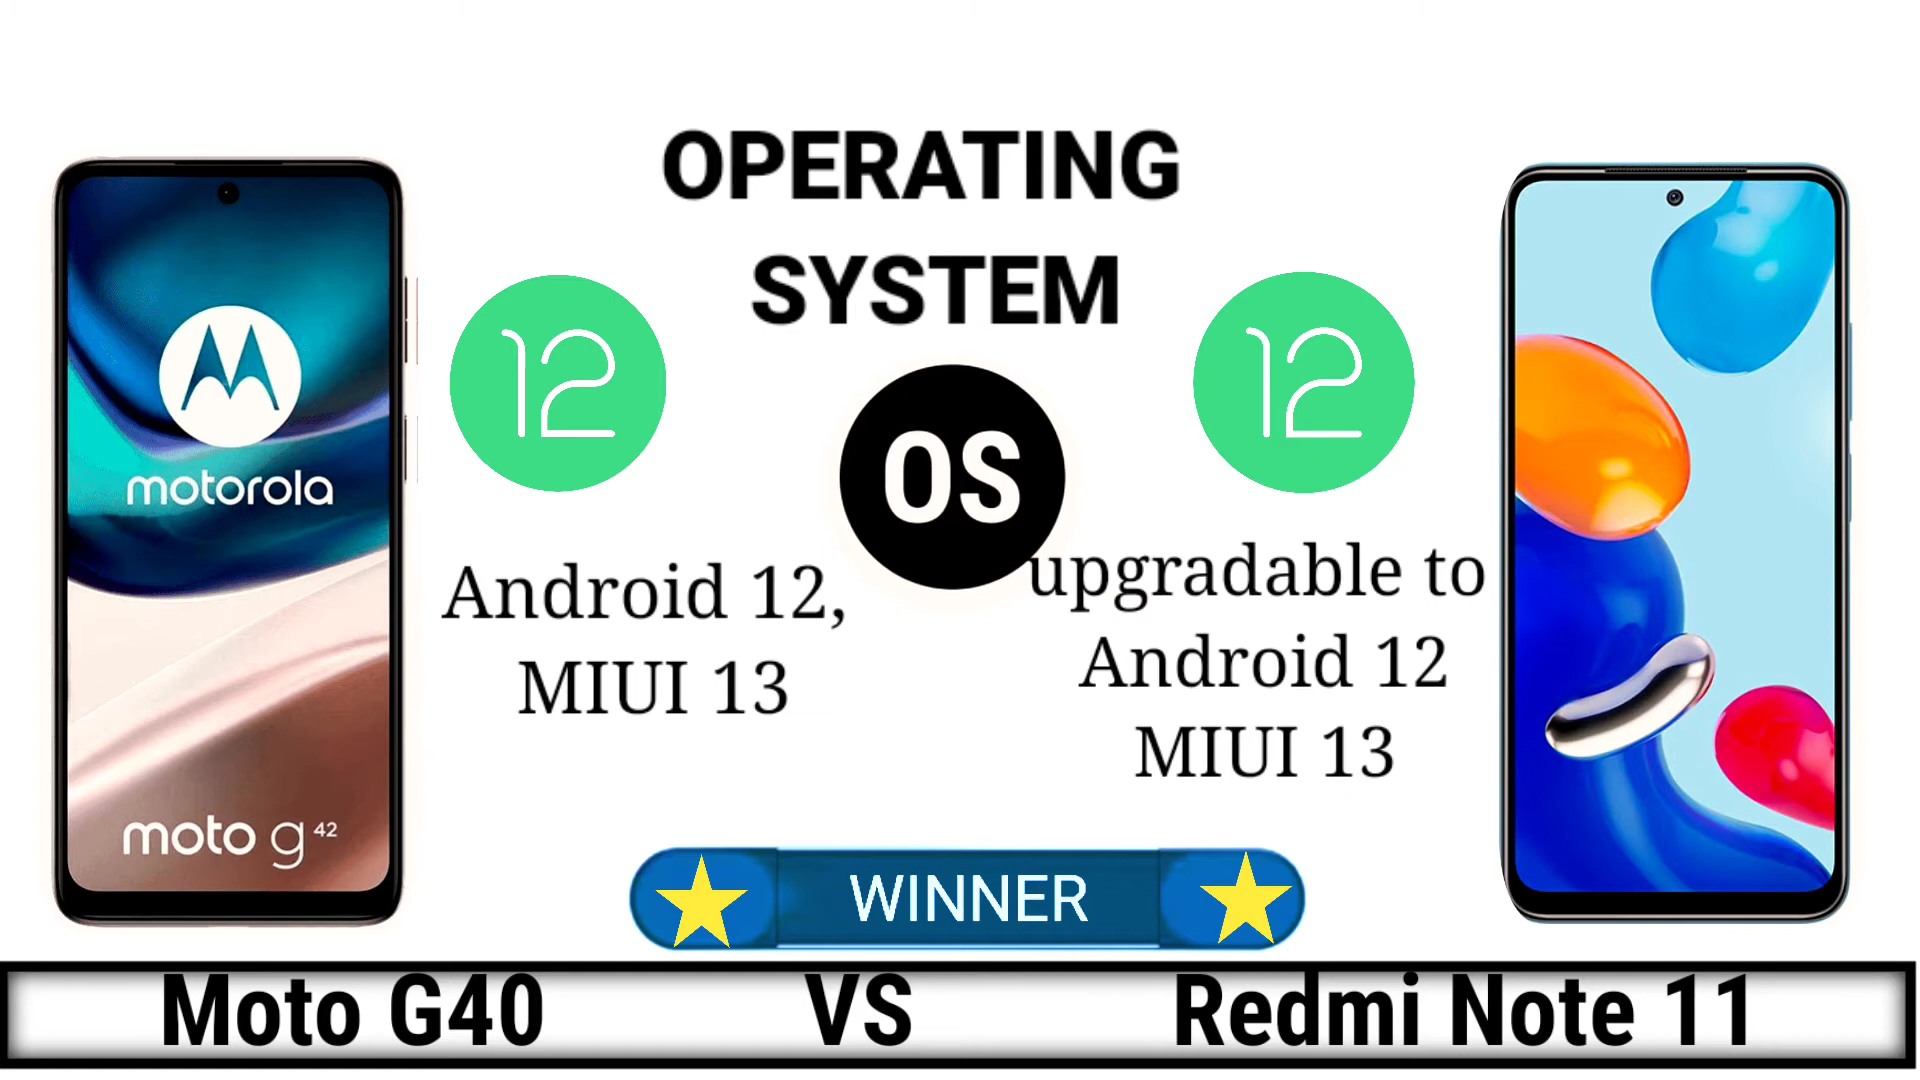 OPERATING
SYSTEM
12
12
OS
motorola
Android 12,
MIUI 13
upgradable to
Android 12
MIUI 13
moto g 42
WINNER
Moto G40 VS Redmi Note 11